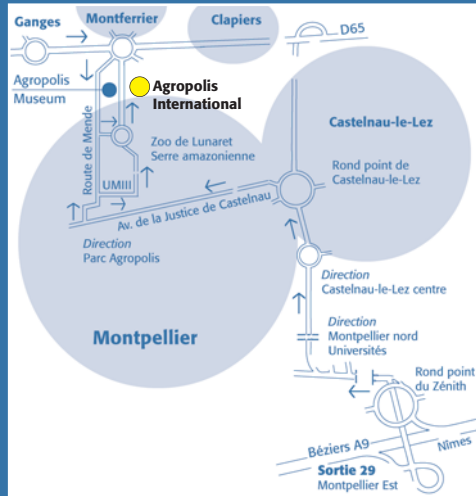 Montferrier
Clapiers
Ganges
D65
Agropolis
Museum
Agropolis
International
Route de Mende
Zoo de Lunaret
Serre amazonienne
UMIII
Castelnau-le-Lez
Rond point de
Castelnau-le-Lez
Av. de la Justice de Castelnau
Direction
Parc Agropolis
Direction
Castelnau-le-Lez centre
Montpellier
Direction
Montpellier nord
Universités
Rond point
du Zénith
Béziers A9
Nîmes
Sortie 29
Montpellier Est